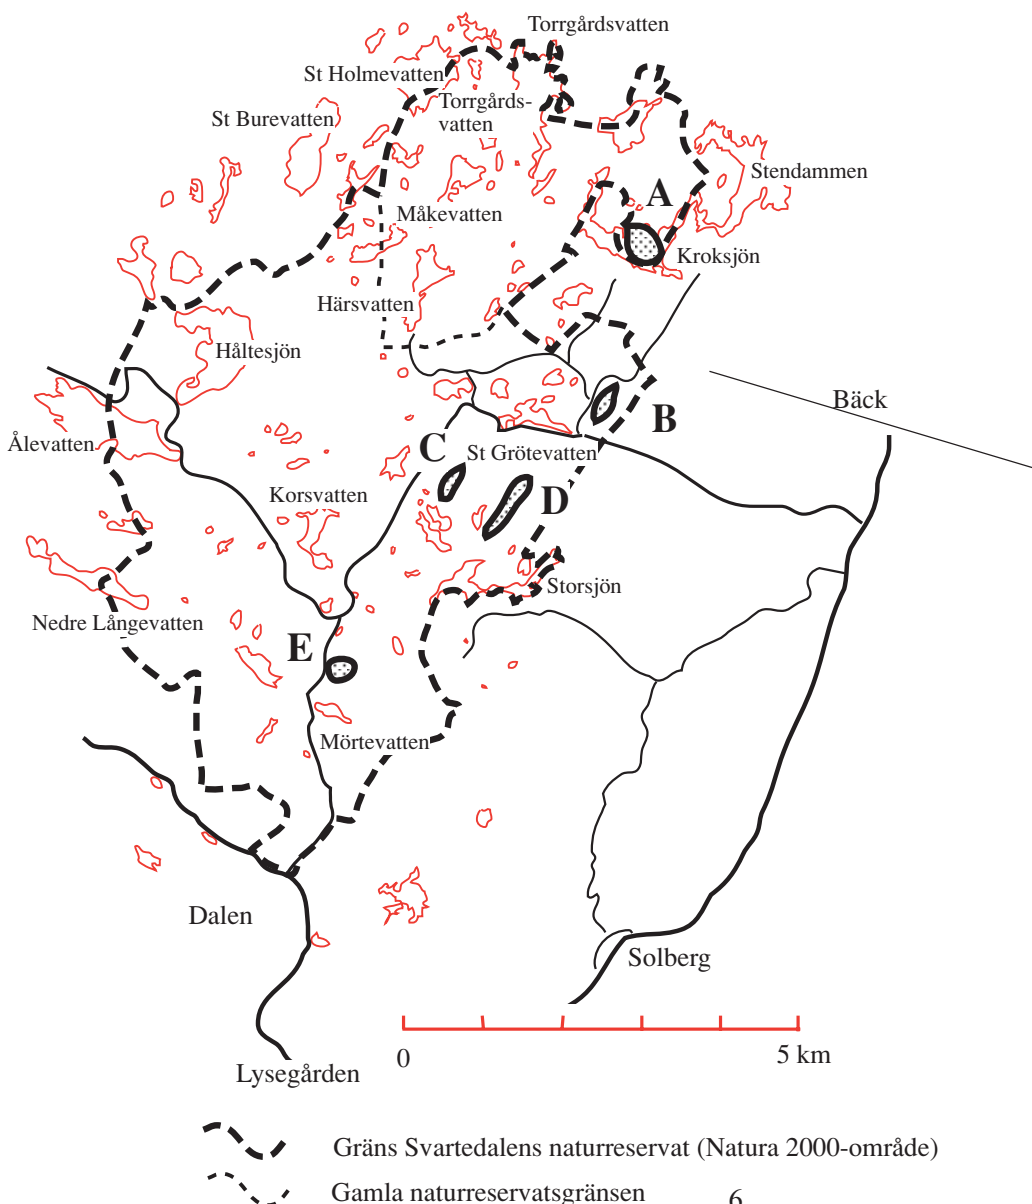 Torrgårdsvatten
St Holmevatten
Torrgårds-
vatten
St Burevatten
Stendammen
A
Måkevatten
Kroksjön
Härsvatten
Håltesjön
Bäck
B
Ålevatten
C
St Grötevatten
D
Korsvatten
Storsjön
Nedre Långevatten
E
Mörtevatten
Dalen
Solberg
0
5 km
Lysegården
Gräns Svartedalens naturreservat (Natura 2000-område)
Gamla naturreservatsgränsen
6